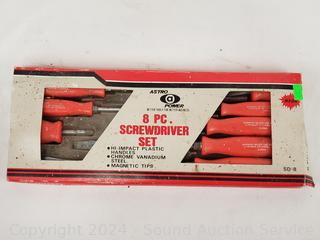 ASTRO
POWER
8 PC.
SCREWDRIVER
SET
•HI-IMPACT PLASTIC
HANDLES
•CHROME VANADIUM
STEEL
•MAGNETIC TIPS
SD-8
Copyright 2024 - Sound Auction Service